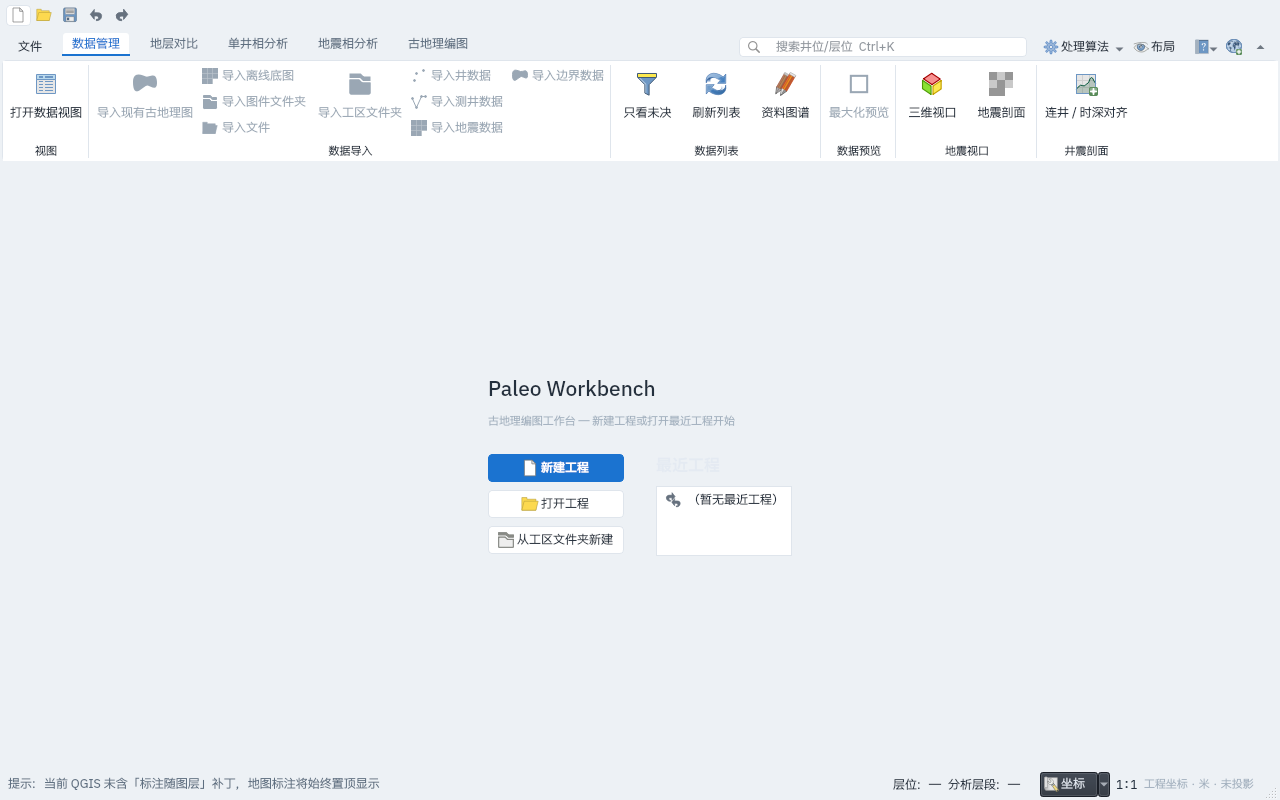 文件
数据管理
地层对比
单井相分析
地震相分析
古地理编图
搜索井位/层位 Ctrl+K
处理算法
布局
打开数据视图
视图
导入现有古地理图
导入离线底图
导入图件文件夹
导入文件
导入工区文件夹
导入井数据
导入测井数据
导入地震数据
导入边界数据
数据导入
只看未决
刷新列表
资料图谱
数据列表
最大化预览
数据预览
三维视口
地震剖面
地震视口
连井 / 时深对齐
井震剖面
Paleo Workbench
古地理编图工作台 — 新建工程或打开最近工程开始
新建工程
打开工程
从工区文件夹新建
最近工程
（暂无最近工程）
提示: 当前 QGIS 未含「标注随图层」补丁，地图标注将始终置顶显示
层位: — 分析层段: —
坐标
1:1
工程坐标 · 米 · 未投影